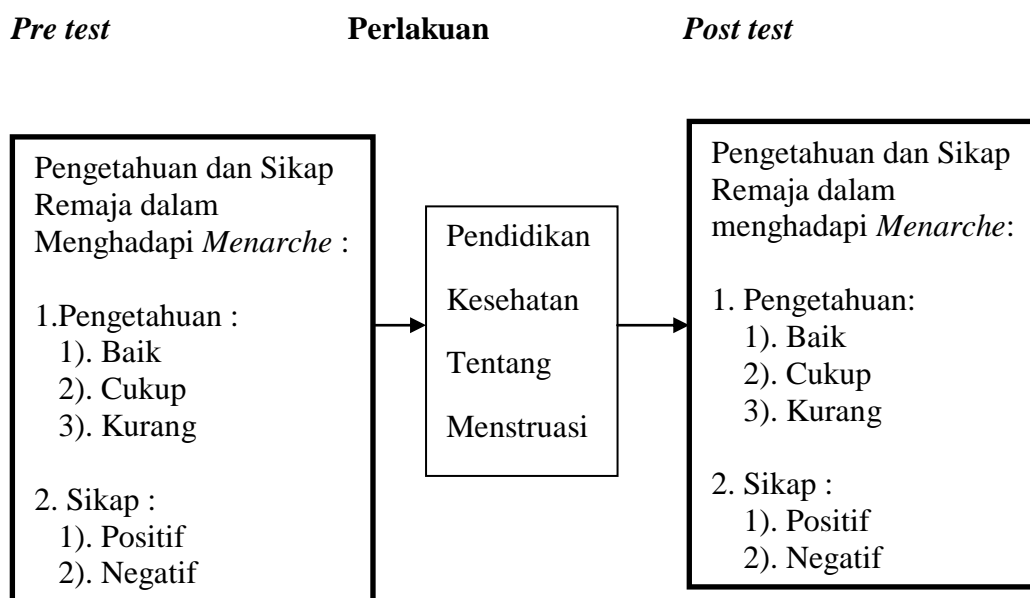 Pre test Perlakuan Post test
Pengetahuan dan Sikap
Remaja dalam
Menghadapi Menarche :
1.Pengetahuan :
1). Baik
2). Cukup
3). Kurang
2. Sikap :
1). Positif
2). Negatif
Pendidikan
Kesehatan
Tentang
Menstruasi
Pengetahuan dan Sikap
Remaja dalam
menghadapi Menarche:
1. Pengetahuan:
1). Baik
2). Cukup
3). Kurang
2. Sikap :
1). Positif
2). Negatif